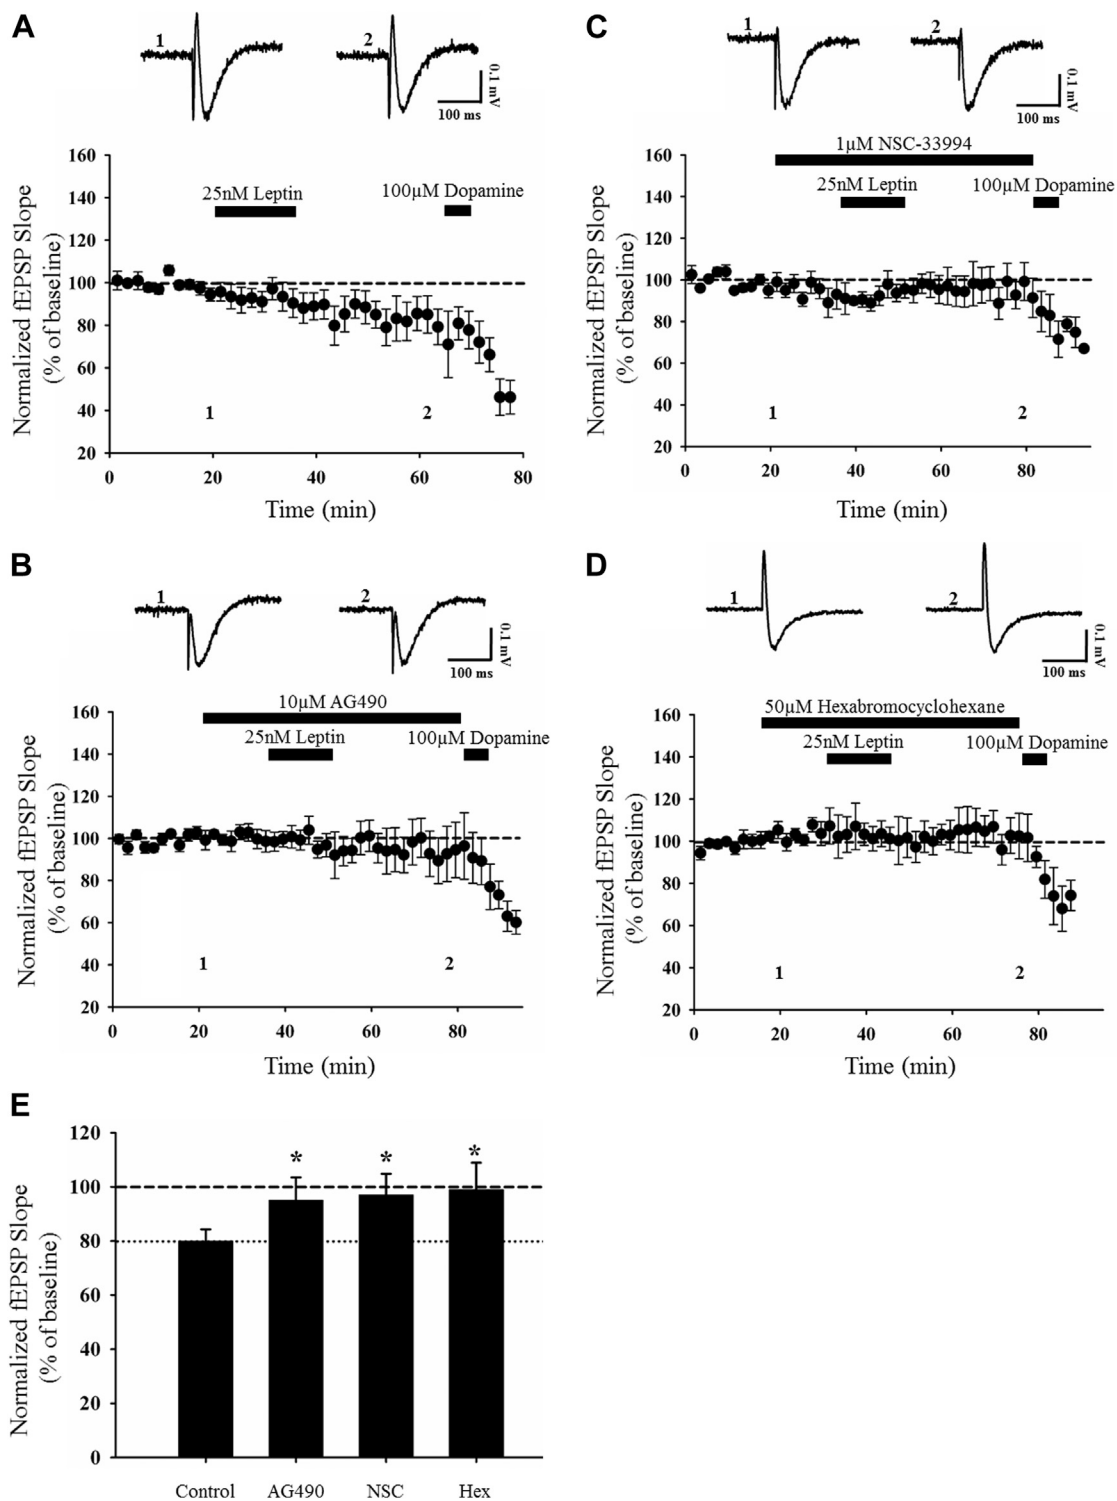 A
1
2
0.1 mV
100 ms
160
140
120
100
80
60
40
20
25nM Leptin
100µM Dopamine
Normalized fEPSP Slope
(% of baseline)
1
2
0
20
40
60
80
Time (min)
C
1
2
0.1 mV
100 ms
1µM NSC-33994
160
140
120
100
80
60
40
20
25nM Leptin
100µM Dopamine
Normalized fEPSP Slope
(% of baseline)
1
2
0
20
40
60
80
Time (min)
B
1
2
0.1 mV
100 ms
10µM AG490
160
140
120
100
80
60
40
20
25nM Leptin
100µM Dopamine
Normalized fEPSP Slope
(% of baseline)
1
2
0
20
40
60
80
Time (min)
D
1
2
0.1 mV
100 ms
50µM Hexabromocyclohexane
160
140
120
100
80
60
40
20
25nM Leptin
100µM Dopamine
Normalized fEPSP Slope
(% of baseline)
1
2
0
20
40
60
80
Time (min)
E
120
100
80
60
40
20
0
Normalized fEPSP Slope
(% of baseline)
*
*
*
Control
AG490
NSC
Hex